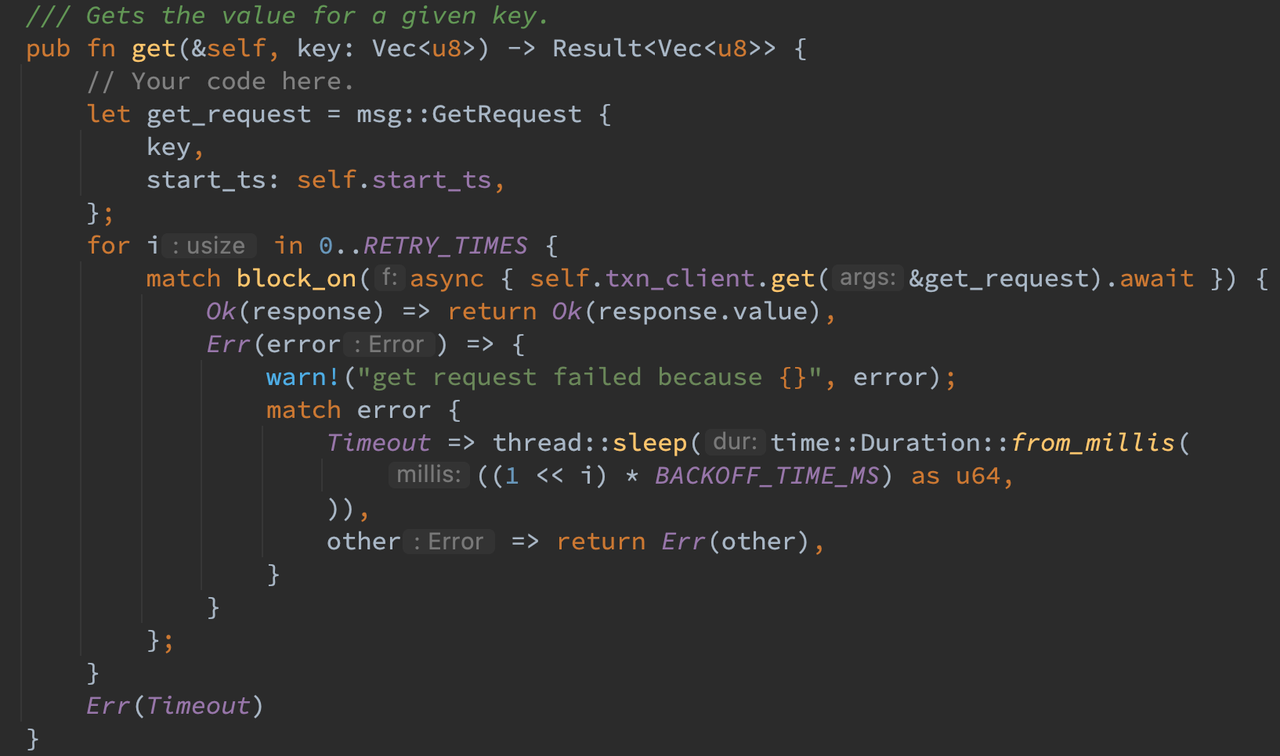 /// Gets the value for a given key.
pub fn get(&self, key: Vec<u8>) -> Result<Vec<u8>> {
    // Your code here.
    let get_request = msg::GetRequest {
        key,
        start_ts: self.start_ts,
    };
    for i : usize in 0..RETRY_TIMES {
        match block_on( f: async { self.txn_client.get( args: &get_request).await }) {
            Ok(response) => return Ok(response.value),
            Err(error : Error ) => {
                warn!("get request failed because {}", error);
                match error {
                    Timeout => thread::sleep( dur: time::Duration::from_millis(
                        millis: ((1 << i) * BACKOFF_TIME_MS) as u64,
                    )),
                    other : Error => return Err(other),
                }
            }
        };
    }
    Err(Timeout)
}